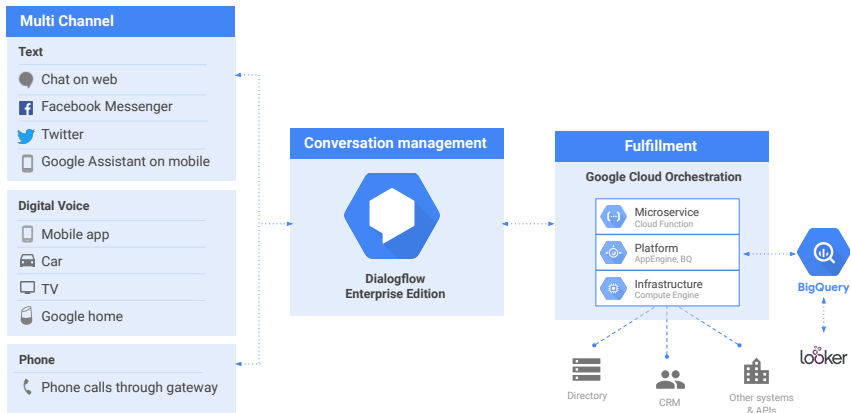 Multi Channel
Text
Chat on web
Facebook Messenger
Twitter
Google Assistant on mobile
Digital Voice
Mobile app
Car
TV
Google home
Phone
Phone calls through gateway
Conversation management
Dialogflow
Enterprise Edition
Fulfillment
Google Cloud Orchestration
Microservice
Cloud Function
Platform
AppEngine, BQ
Infrastructure
Compute Engine
Directory
CRM
Other systems
& APIs
BigQuery
looker